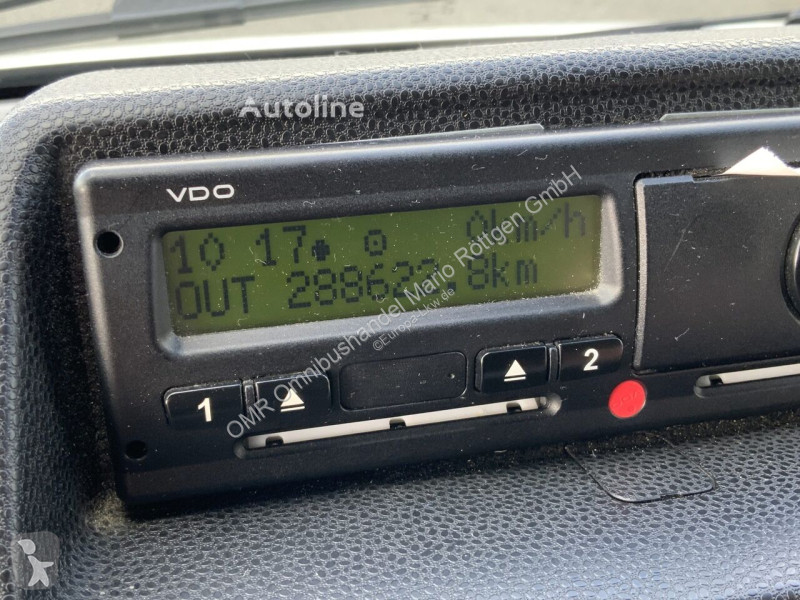 Autoline
VDO
10 17 0km/h
OUT 288622.8km
1
2
OMR Omnibushandel Mario Röttgen GmbH